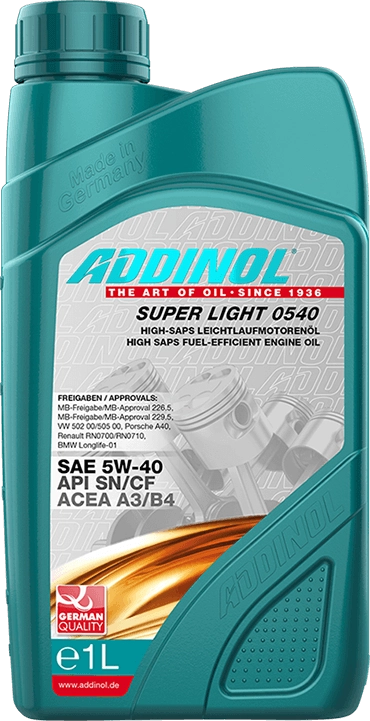 Made in
Germany
ADDINOL
THE ART OF OIL • SINCE 1936
SUPER LIGHT 0540
HIGH-SAPS LEICHTLAUFMOTORENÖL
HIGH SAPS FUEL-EFFICIENT ENGINE OIL
FREIGABEN / APPROVALS:
MB-Freigabe/MB-Approval 226.5,
MB-Freigabe/MB-Approval 229.5,
VW 502 00/505 00, Porsche A40,
Renault RN0700/RN0710,
BMW Longlife-01
SAE 5W-40
API SN/CF
ACEA A3/B4
ADDINOL
GERMAN
QUALITY
e1L
www.addinol.de